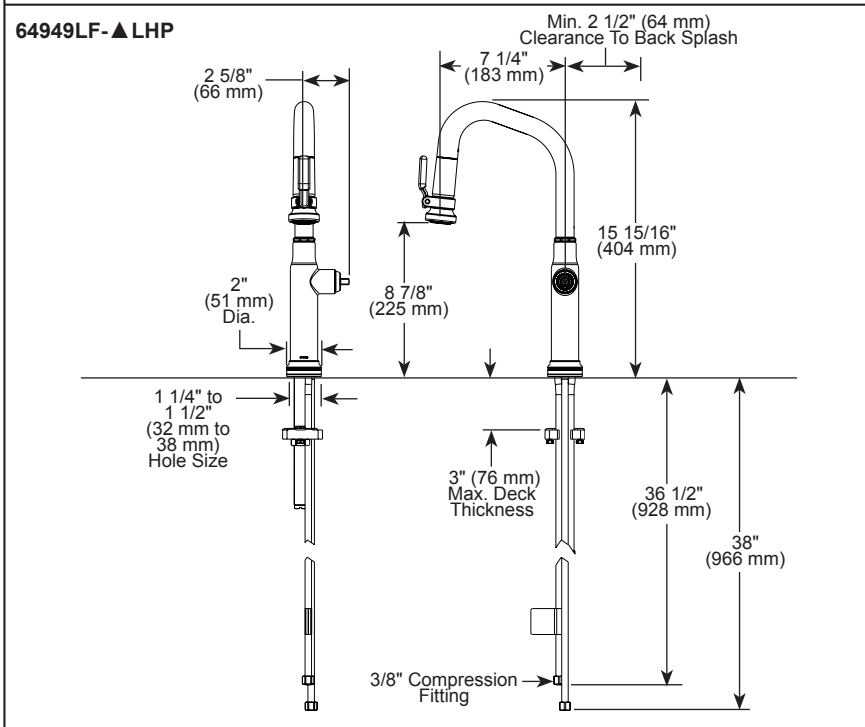 64949LF-▲LHP
Min. 2 1/2" (64 mm)
Clearance To Back Splash
7 1/4"
(183 mm)
2 5/8"
(66 mm)
15 15/16"
(404 mm)
8 7/8"
(225 mm)
2"
(51 mm)
Dia.
1 1/4" to
1 1/2"
(32 mm to
38 mm)
Hole Size
3" (76 mm)
Max. Deck
Thickness
36 1/2"
(928 mm)
38"
(966 mm)
3/8" Compression
Fitting